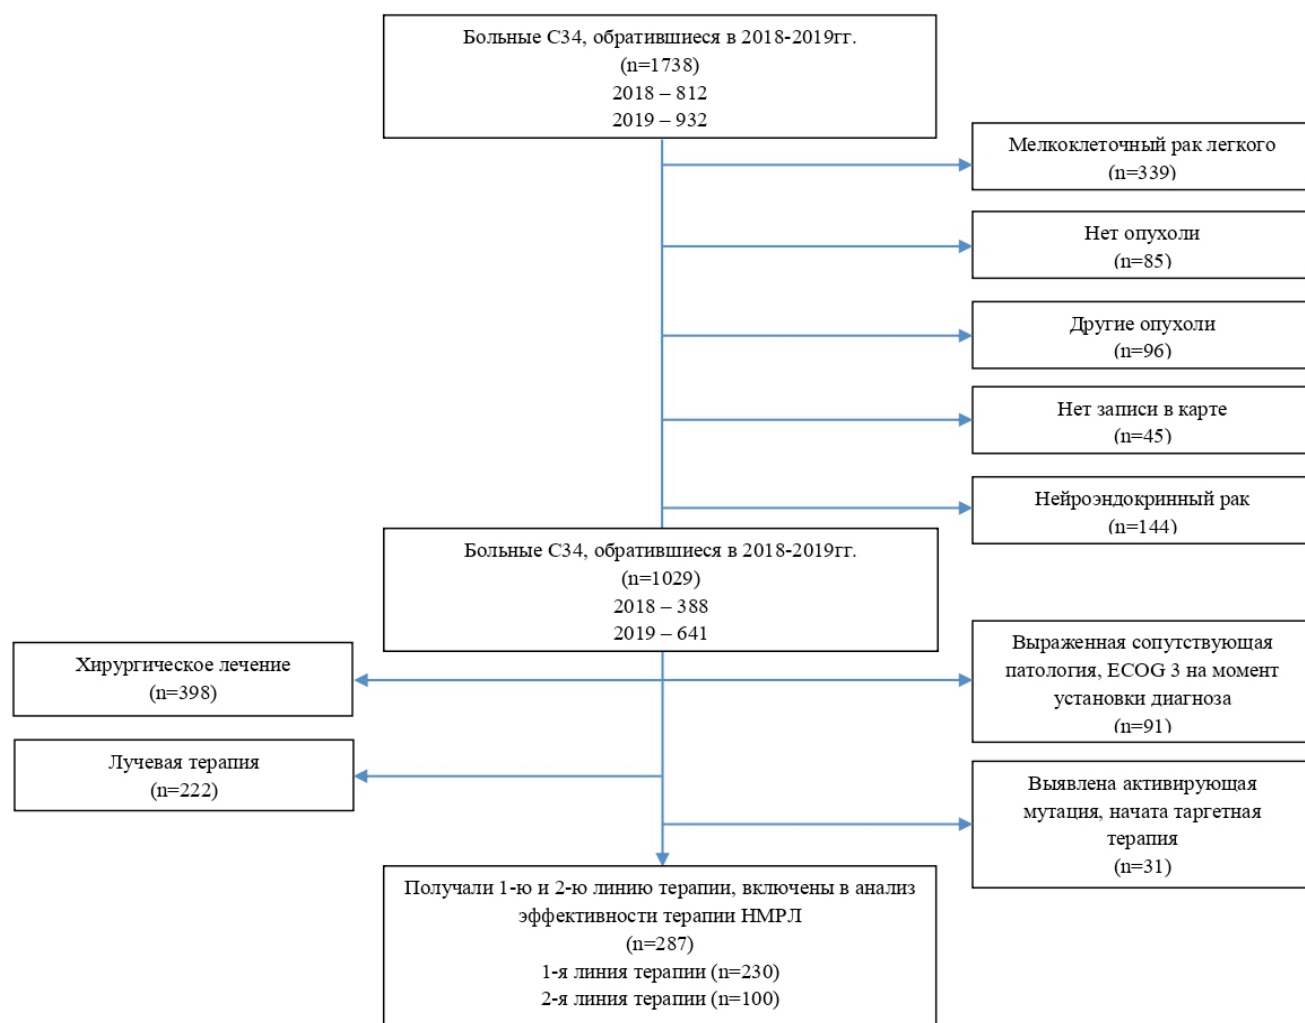 Больные С34, обратившиеся в 2018-2019гг.
(n=1738)
2018 – 812
2019 – 932
Мелкоклеточный рак легкого
(n=339)
Нет опухоли
(n=85)
Другие опухоли
(n=96)
Нет записи в карте
(n=45)
Нейроэндокринный рак
(n=144)
Больные С34, обратившиеся в 2018-2019гг.
(n=1029)
2018 – 388
2019 – 641
Хирургическое лечение
(n=398)
Выраженная сопутствующая
патология, ECOG 3 на момент
установки диагноза
(n=91)
Лучевая терапия
(n=222)
Выявлена активирующая
мутация, начата таргетная
терапия
(n=31)
Получали 1-ю и 2-ю линию терапии, включены в анализ
эффективности терапии НМРЛ
(n=287)
1-я линия терапии (n=230)
2-я линия терапии (n=100)